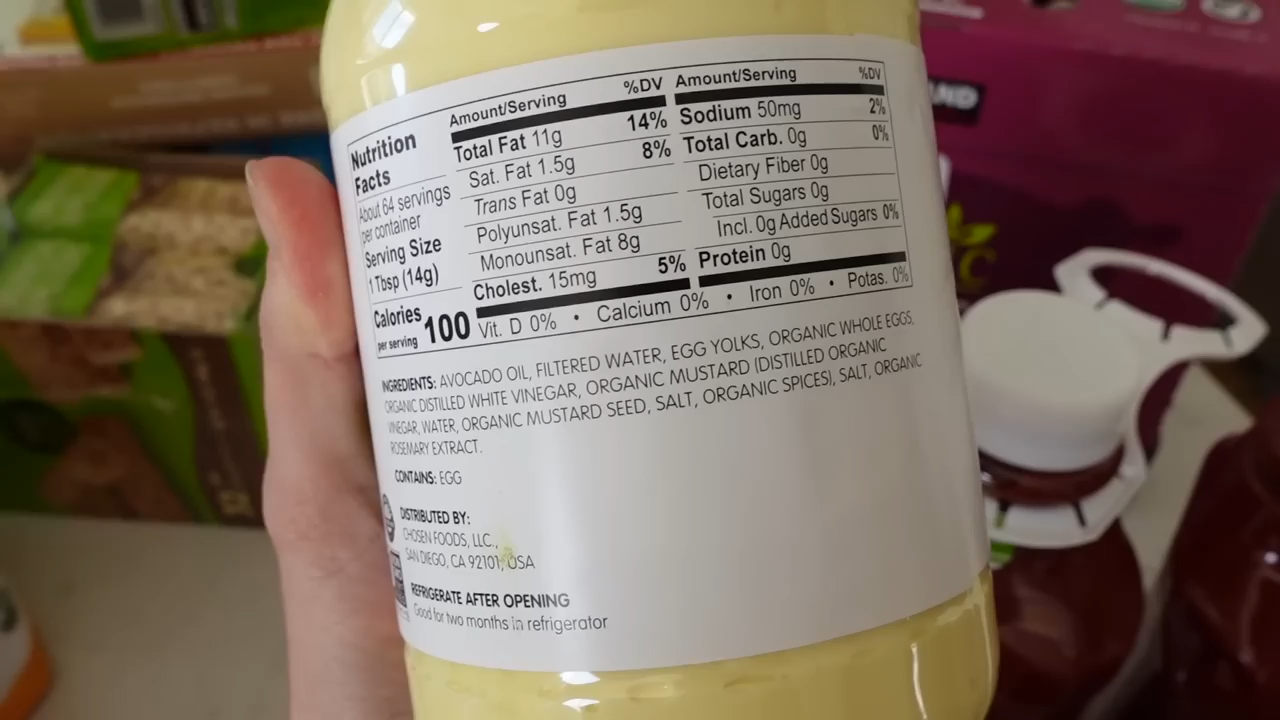 Nutrition
Facts
About 64 servings
per container
Serving Size
1 Tbsp (14g)
Calories
per serving
100
Amount/Serving %DV
Total Fat 11g 14%
Sat. Fat 1.5g 8%
Trans Fat 0g
Polyunsat. Fat 1.5g
Monounsat. Fat 8g
Cholest. 15mg 5%
Amount/Serving %DV
Sodium 50mg 2%
Total Carb. 0g 0%
Dietary Fiber 0g
Total Sugars 0g
Incl. 0g Added Sugars 0%
Protein 0g
Vit. D 0% • Calcium 0% • Iron 0% • Potas. 0%
INGREDIENTS: AVOCADO OIL, FILTERED WATER, EGG YOLKS, ORGANIC WHOLE EGGS,
ORGANIC DISTILLED WHITE VINEGAR, ORGANIC MUSTARD (DISTILLED ORGANIC
VINEGAR, WATER, ORGANIC MUSTARD SEED, SALT, ORGANIC SPICES), SALT, ORGANIC
ROSEMARY EXTRACT.
CONTAINS: EGG
DISTRIBUTED BY:
CHOSEN FOODS, LLC.,
SAN DIEGO, CA 92101, USA
REFRIGERATE AFTER OPENING
Good for two months in refrigerator